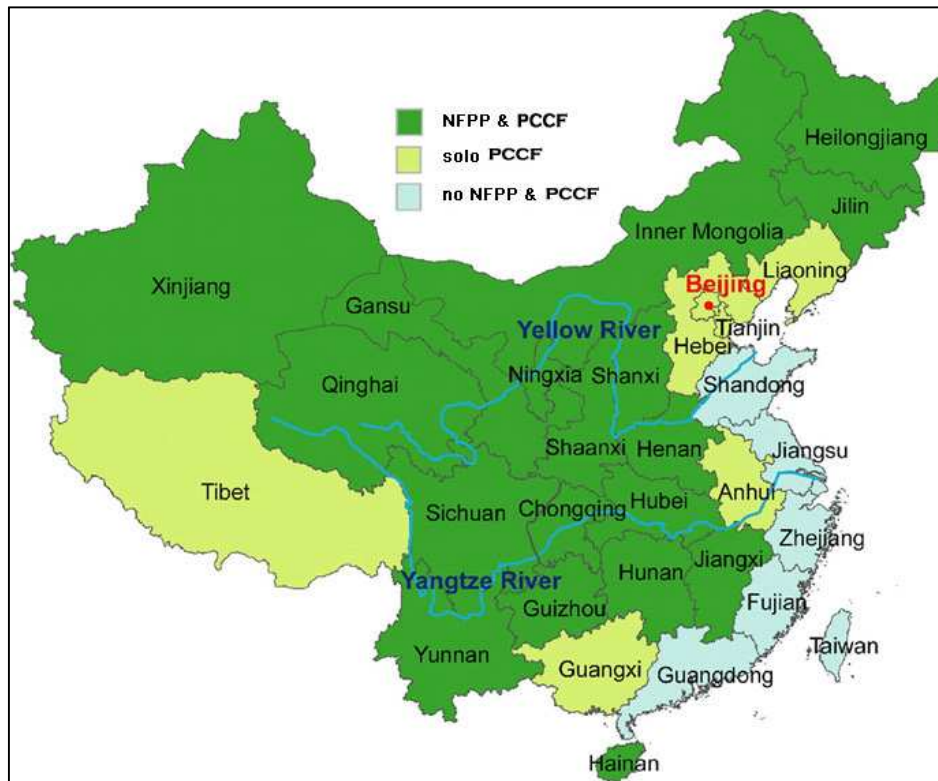 NFPP & PCCF
solo PCCF
no NFPP & PCCF
Heilongjiang
Jilin
Inner Mongolia
Liaoning
Beijing
Xinjiang
Gansu
Yellow River
Tianjin
Hebei
Qinghai
Ningxia
Shanxi
Shandong
Shaanxi
Henan
Jiangsu
Tibet
Sichuan
Chongqing
Hubei
Anhui
Zhejiang
Jiangxi
Hunan
Yangtze River
Guizhou
Fujian
Yunnan
Guangxi
Guangdong
Taiwan
Hainan